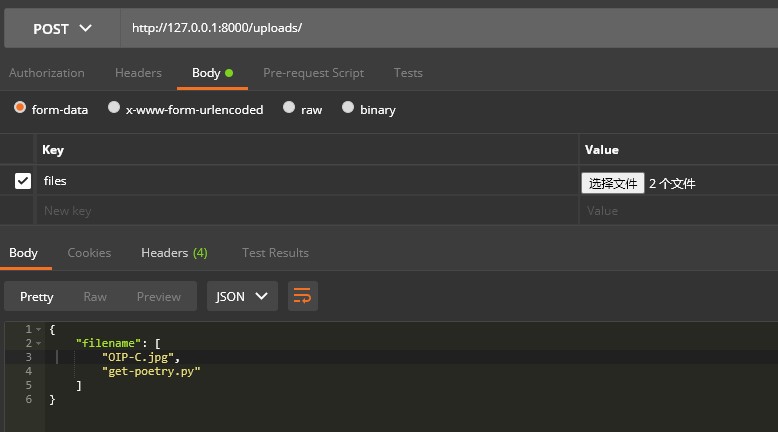 POST http://127.0.0.1:8000/uploads/
Authorization Headers Body Pre-request Script Tests
form-data x-www-form-urlencoded raw binary
Key Value
files 选择文件 2 个文件
New key Value
Body Cookies Headers (4) Test Results
Pretty Raw Preview JSON
1 {
2 "filename": [
3 "OIP-C.jpg",
4 "get-poetry.py"
5 ]
6 }